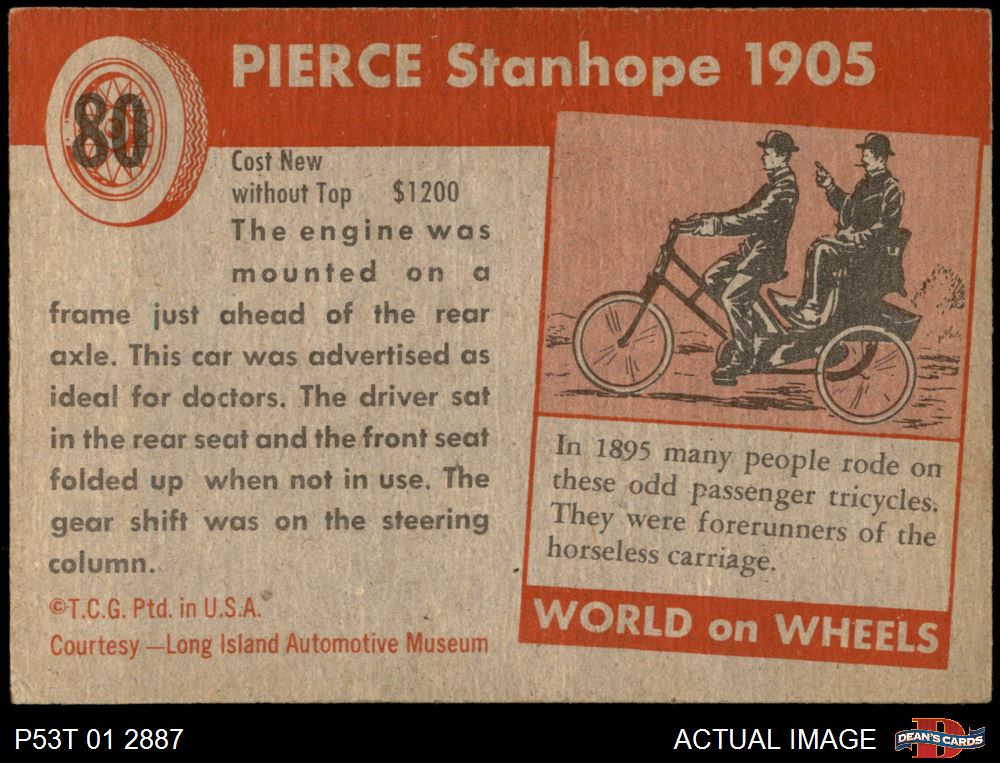 80
PIERCE Stanhope 1905
Cost New
without Top $1200
The engine was
mounted on a
frame just ahead of the rear
axle. This car was advertised as
ideal for doctors. The driver sat
in the rear seat and the front seat
folded up when not in use. The
gear shift was on the steering
column.
©T.C.G. Ptd. in U.S.A.
Courtesy —Long Island Automotive Museum
In 1895 many people rode on
these odd passenger tricycles.
They were forerunners of the
horseless carriage.
WORLD on WHEELS
P53T 01 2887
ACTUAL IMAGE
D
DEAN'S CARDS